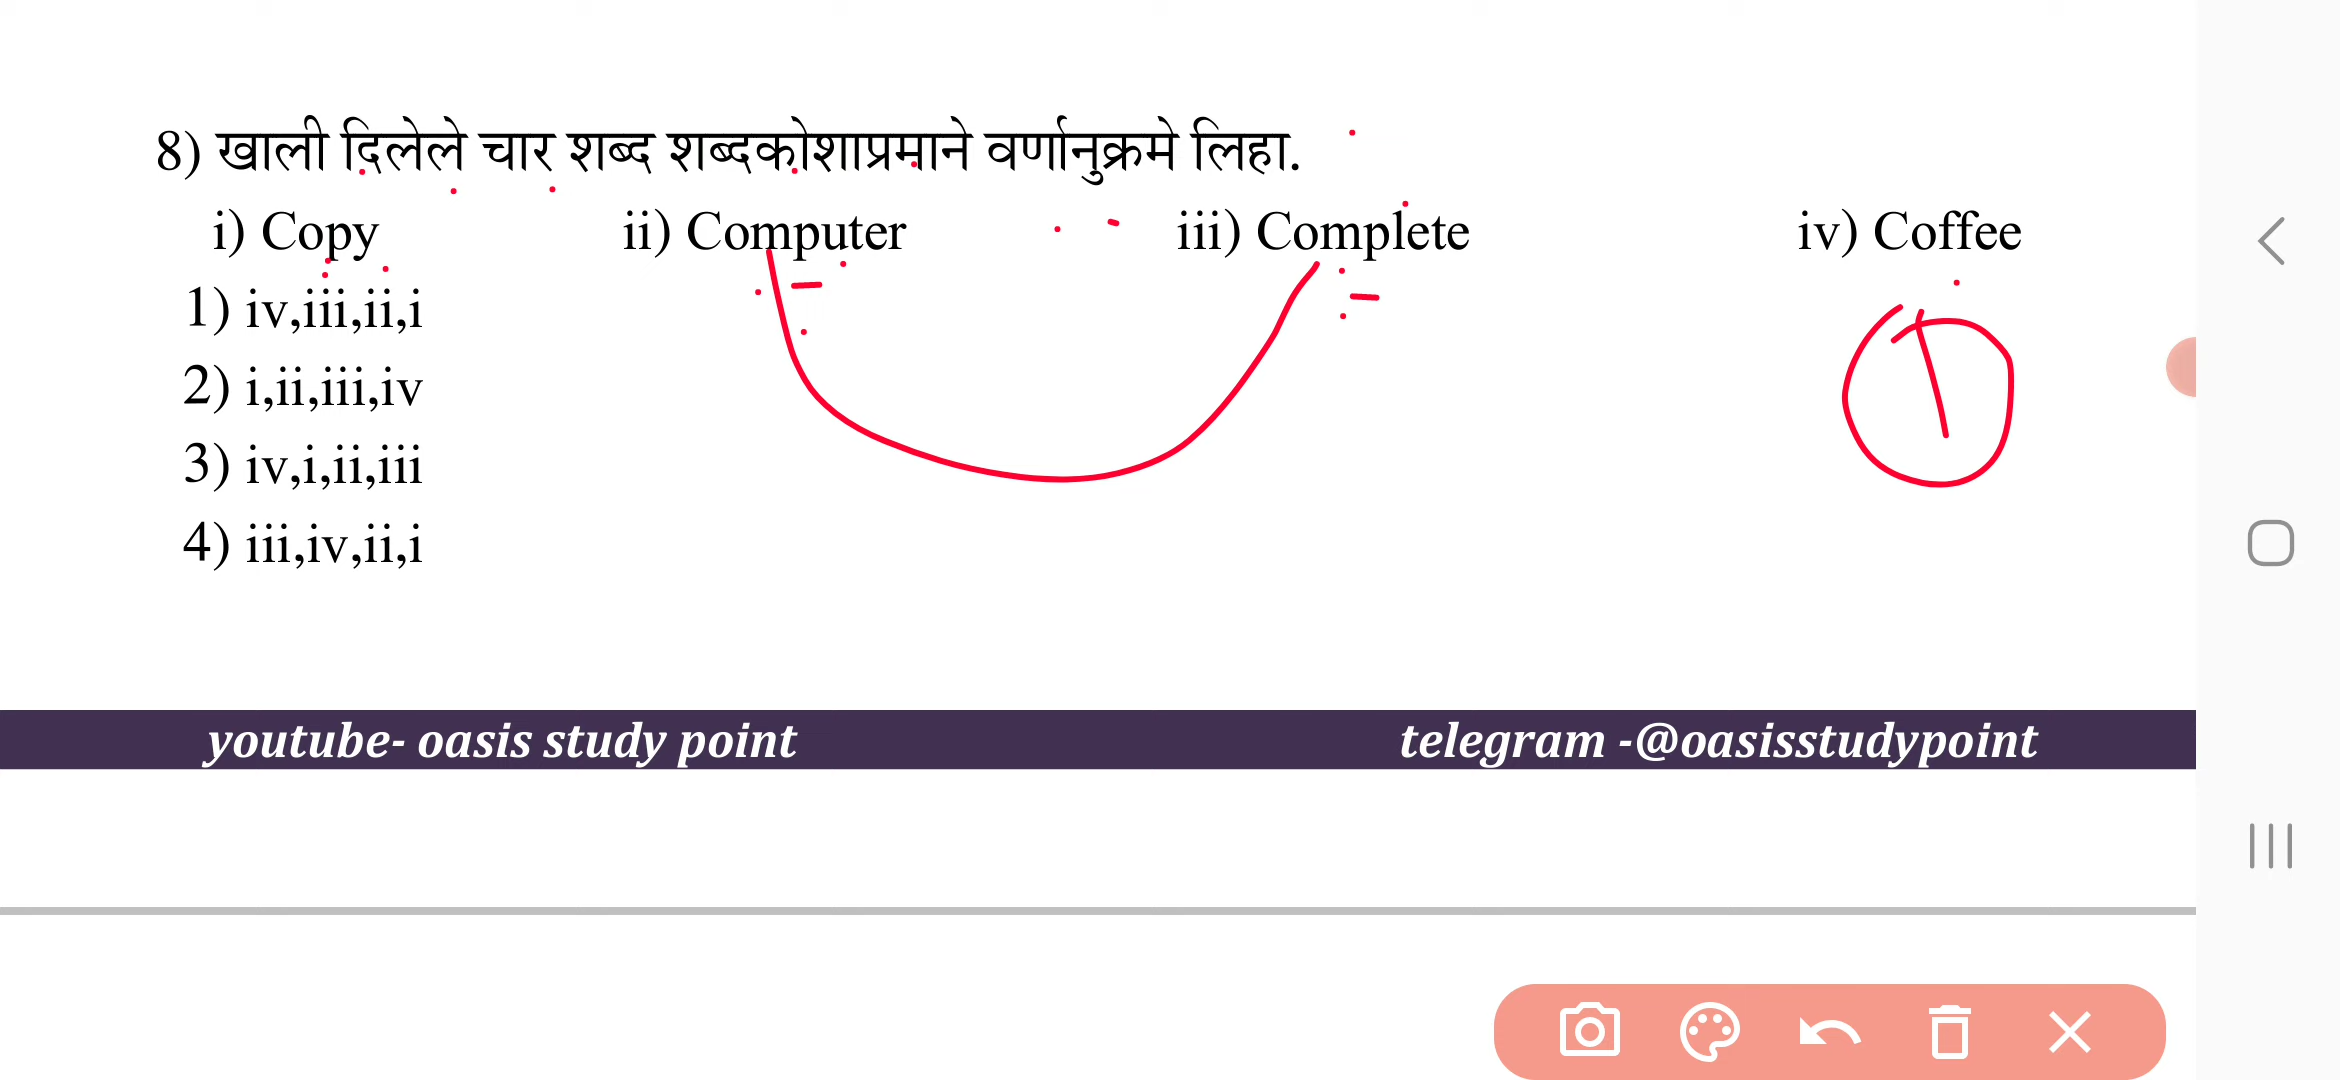 8) खाली दिलेले चार शब्द शब्दकोशाप्रमाने वर्णानुक्रमे लिहा.
i) Copy ii) Computer iii) Complete iv) Coffee
1) iv,iii,ii,i
2) i,ii,iii,iv
3) iv,i,ii,iii
4) iii,iv,ii,i
1
youtube- oasis study point telegram -@oasisstudypoint